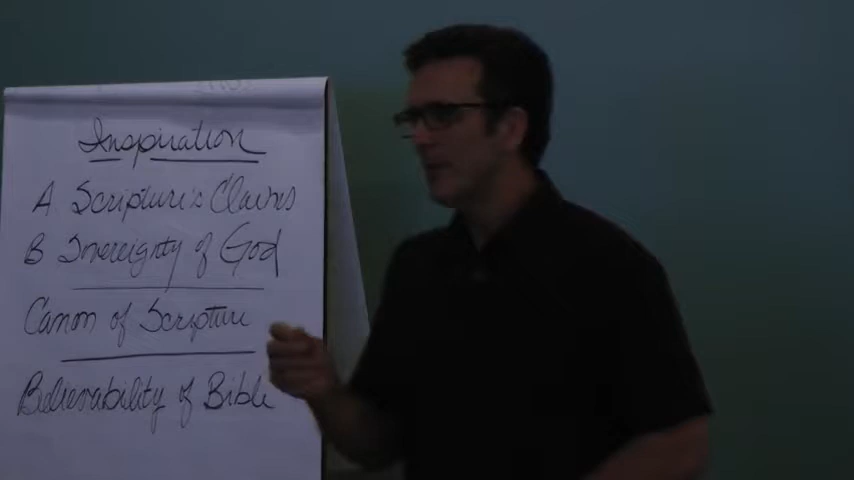 Inspiration
A Scripture's Claims
B Sovereignty of God
Canon of Scripture
Believability of Bible